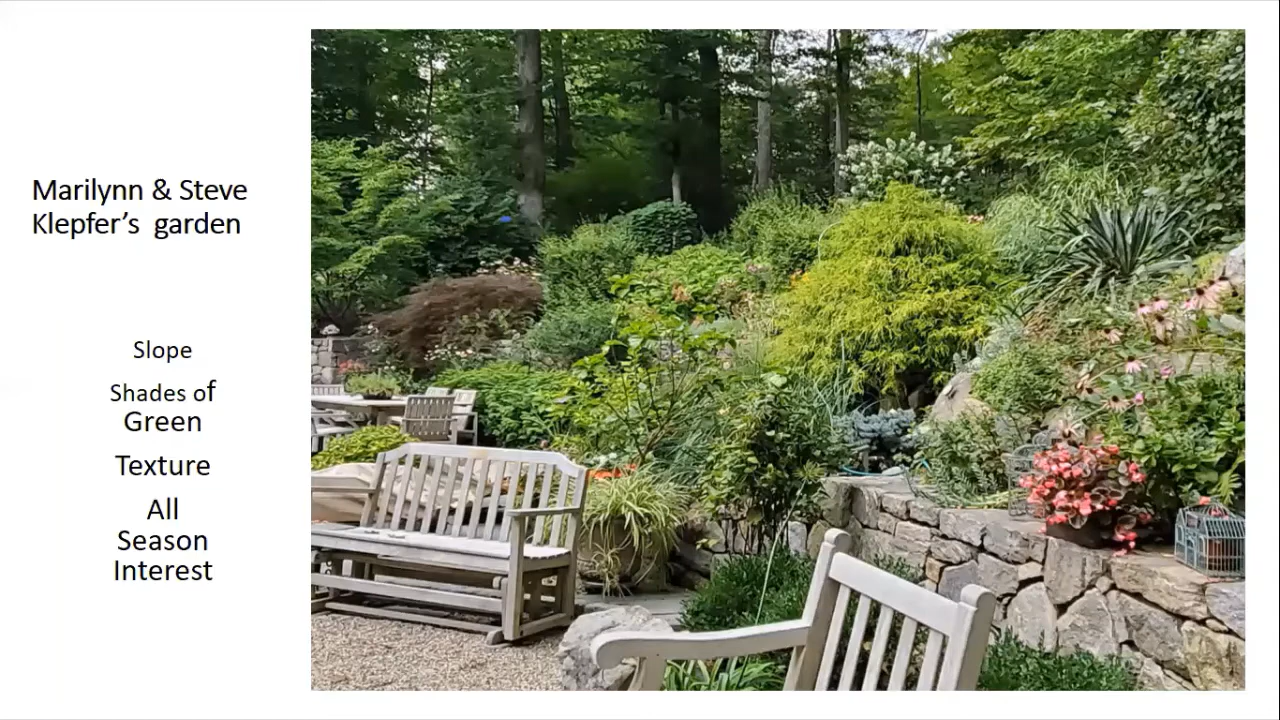 Marilynn & Steve
Klepfer’s  garden
Slope
Shades of
Green
Texture
All
Season
Interest